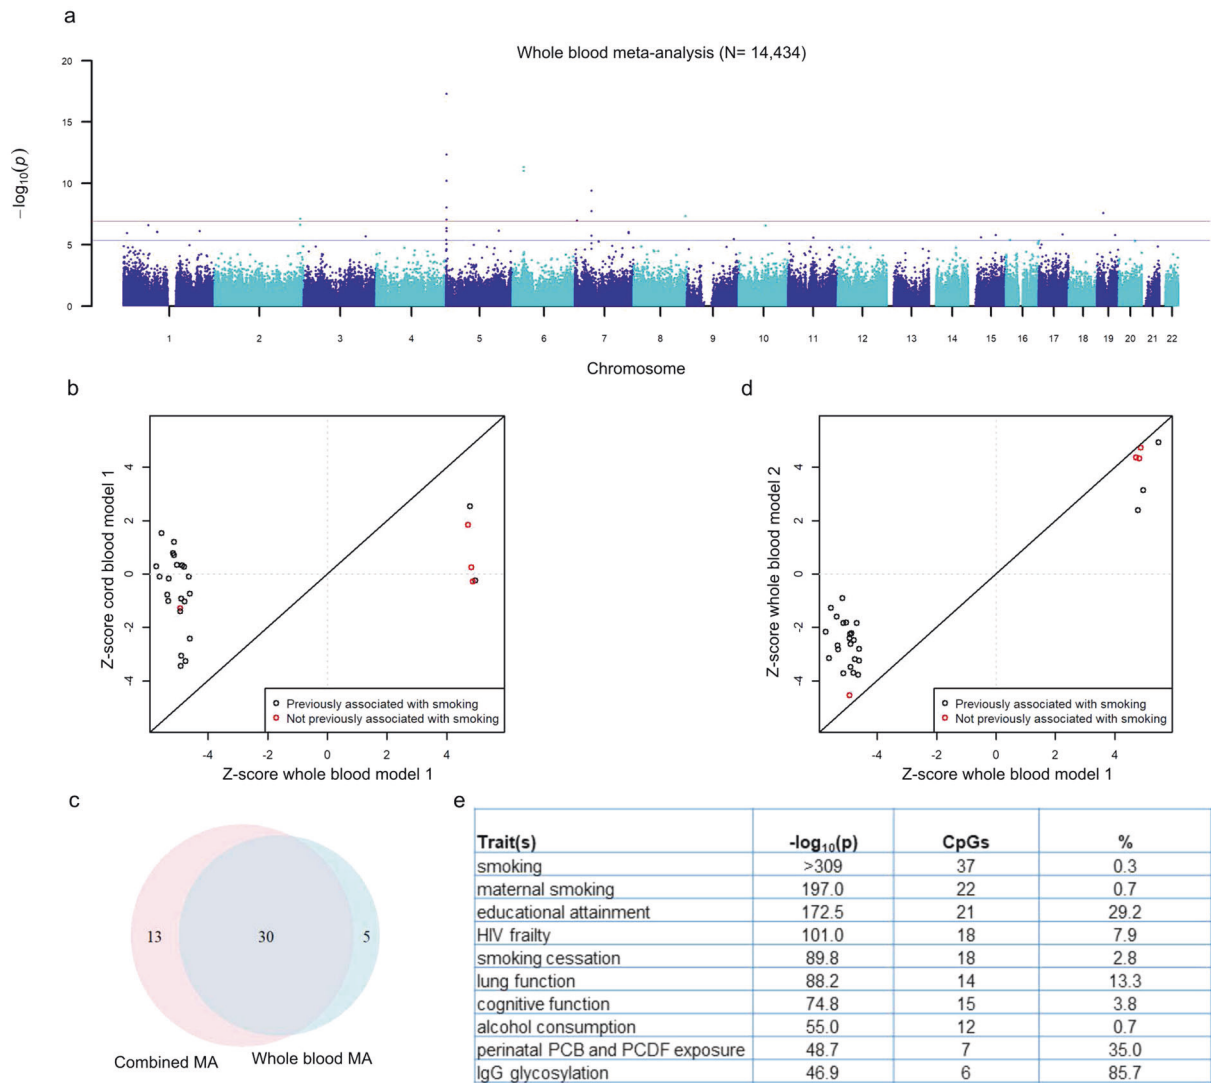 a
Whole blood meta-analysis (N= 14,434)
20
15
10
5
0
−log10(p)
1 2 3 4 5 6 7 8 9 10 11 12 13 14 15 16 17 18 19 20 21 22
Chromosome
b
Z-score cord blood model 1
4
2
0
-2
-4
Previously associated with smoking
Not previously associated with smoking
-4 -2 0 2 4
Z-score whole blood model 1
d
Z-score whole blood model 2
4
2
0
-2
-4
Previously associated with smoking
Not previously associated with smoking
-4 -2 0 2 4
Z-score whole blood model 1
c
13 30 5
Combined MA Whole blood MA
e
Trait(s) -log10(p) CpGs %
smoking >309 37 0.3
maternal smoking 197.0 22 0.7
educational attainment 172.5 21 29.2
HIV frailty 101.0 18 7.9
smoking cessation 89.8 18 2.8
lung function 88.2 14 13.3
cognitive function 74.8 15 3.8
alcohol consumption 55.0 12 0.7
perinatal PCB and PCDF exposure 48.7 7 35.0
IgG glycosylation 46.9 6 85.7